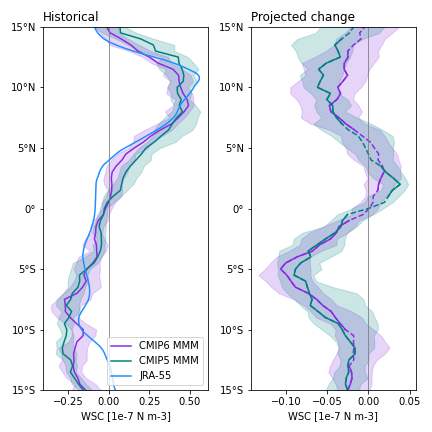 Historical
Projected change
15°N
10°N
5°N
0°
5°S
10°S
15°S
15°N
10°N
5°N
0°
5°S
10°S
15°S
CMIP6 MMM
CMIP5 MMM
JRA-55
−0.25 0.00 0.25 0.50
−0.10 −0.05 0.00 0.05
WSC [1e-7 N m-3]
WSC [1e-7 N m-3]